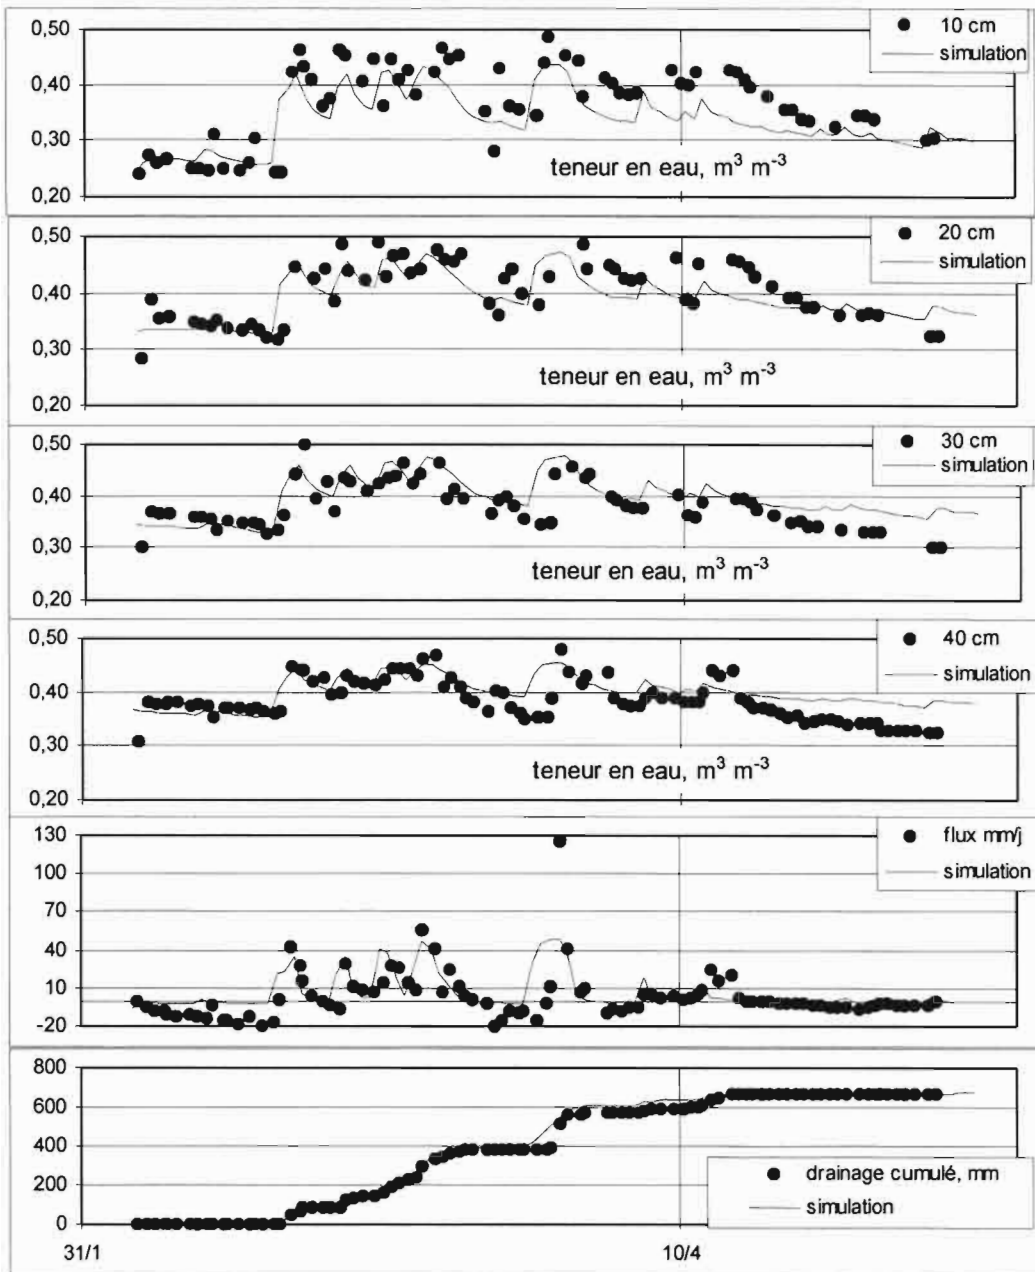 0,50
0,40
0,30
0,20
10 cm
simulation
teneur en eau, m³ m⁻³
0,50
0,40
0,30
0,20
20 cm
simulation
teneur en eau, m³ m⁻³
0,50
0,40
0,30
0,20
30 cm
simulation
teneur en eau, m³ m⁻³
0,50
0,40
0,30
0,20
40 cm
simulation
teneur en eau, m³ m⁻³
130
100
70
40
10
-20
flux mm/j
simulation
800
600
400
200
0
drainage cumulé, mm
simulation
31/1
10/4